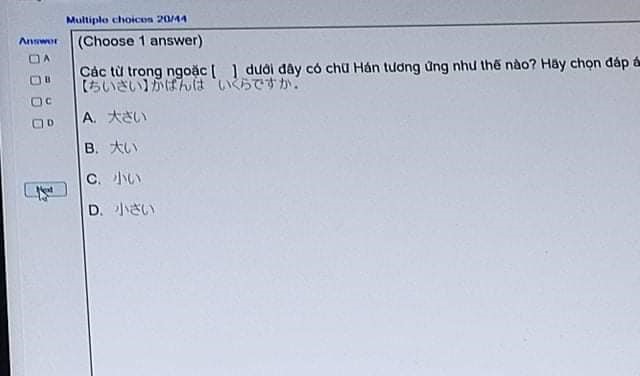 Multiple choices 20/44
Answer
(Choose 1 answer)
A
B
C
D
Các từ trong ngoặc [ ] dưới đây có chữ Hán tương ứng như thế nào? Hãy chọn đáp
【ちいさい】かばんは いくらですか。
A. 大さい
B. 大い
C. 小い
D. 小さい
Next